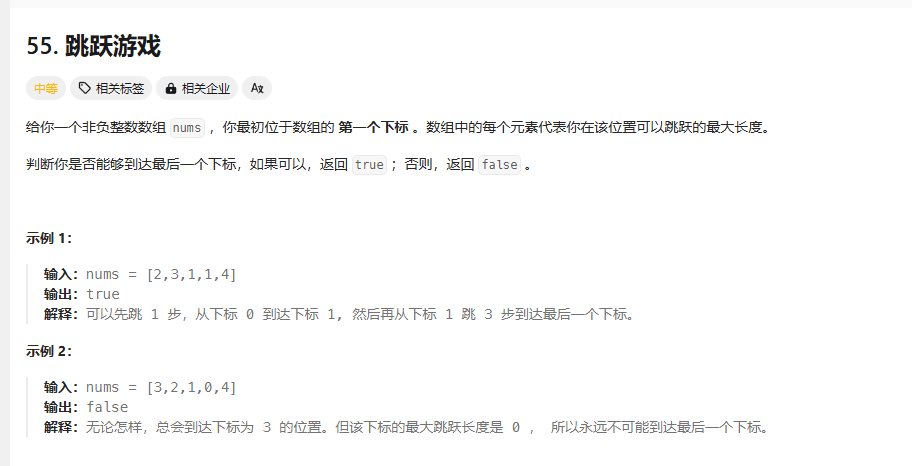 55. 跳跃游戏
中等 相关标签 相关企业 Axx
给你一个非负整数数组 nums ，你最初位于数组的 第一个下标 。数组中的每个元素代表你在该位置可以跳跃的最大长度。
判断你是否能够到达最后一个下标，如果可以，返回 true ；否则，返回 false 。
示例 1：
输入：nums = [2,3,1,1,4]
输出：true
解释：可以先跳 1 步，从下标 0 到达下标 1, 然后再从下标 1 跳 3 步到达最后一个下标。
示例 2：
输入：nums = [3,2,1,0,4]
输出：false
解释：无论怎样，总会到达下标为 3 的位置。但该下标的最大跳跃长度是 0 ， 所以永远不可能到达最后一个下标。